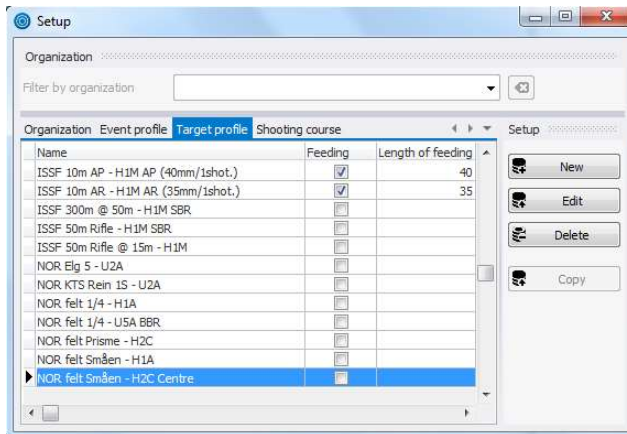 Setup
Organization
Filter by organization
Organization Event profile Target profile Shooting course
Setup
Name Feeding Length of feeding
ISSF 10m AP - H1M AP (40mm/1shot.) 40
ISSF 10m AR - H1M AR (35mm/1shot.) 35
ISSF 300m @ 50m - H1M SBR
ISSF 50m Rifle - H1M SBR
ISSF 50m Rifle @ 15m - H1M
NOR Elg 5 - U2A
NOR KTS Rein 1S - U2A
NOR felt 1/4 - H1A
NOR felt 1/4 - U5A BBR
NOR felt Prisme - H2C
NOR felt Småen - H1A
NOR felt Småen - H2C Centre
New
Edit
Delete
Copy